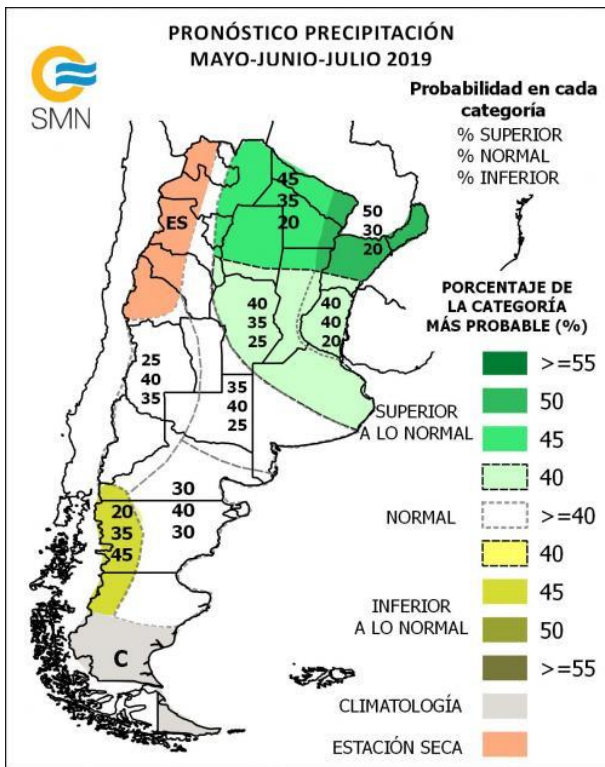 PRONÓSTICO PRECIPITACIÓN
MAYO-JUNIO-JULIO 2019
SMN
Probabilidad en cada
categoría
% SUPERIOR
% NORMAL
% INFERIOR
45
35
20
50
30
20
ES
40
35
25
40
40
20
25
40
35
35
40
25
30
40
30
20
35
45
C
PORCENTAJE DE
LA CATEGORÍA
MÁS PROBABLE (%)
>=55
50
SUPERIOR
A LO NORMAL
45
40
NORMAL
>=40
40
45
INFERIOR
A LO NORMAL
50
>=55
CLIMATOLOGÍA
ESTACIÓN SECA